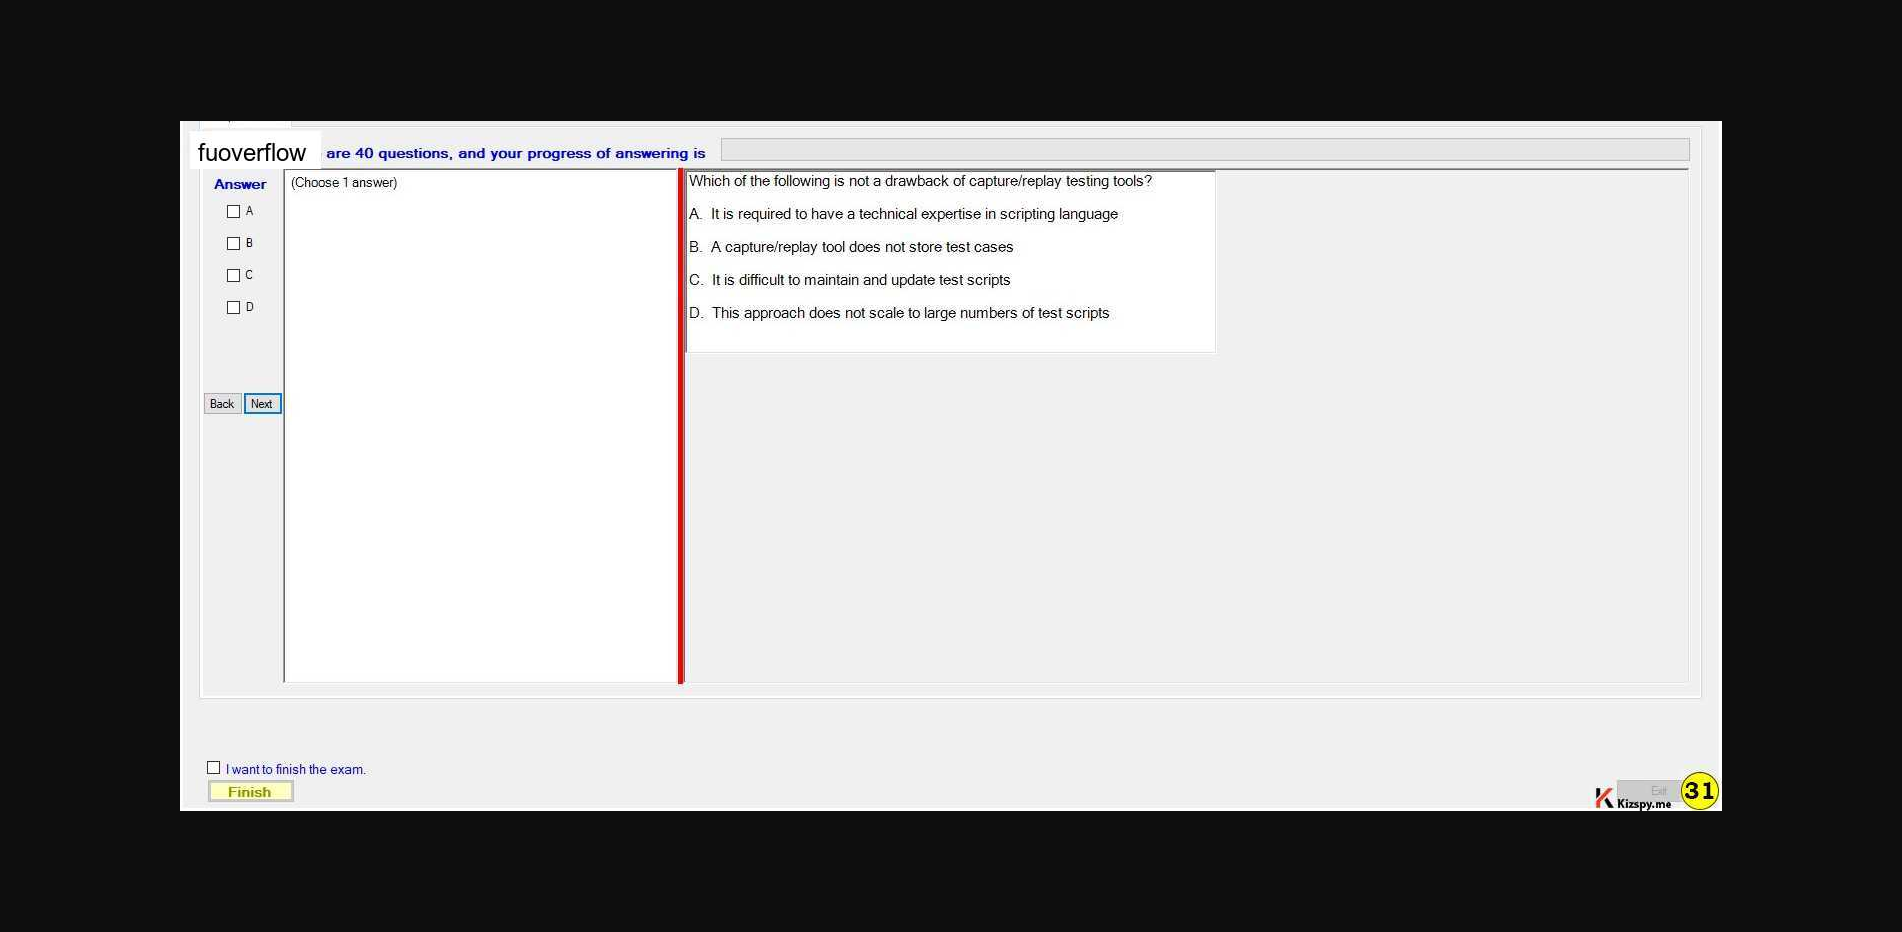 fuoverflow are 40 questions, and your progress of answering is
Answer
(Choose 1 answer)
A
B
C
D
Back Next
Which of the following is not a drawback of capture/replay testing tools?
A. It is required to have a technical expertise in scripting language
B. A capture/replay tool does not store test cases
C. It is difficult to maintain and update test scripts
D. This approach does not scale to large numbers of test scripts
I want to finish the exam.
Finish
Exit
Kizspy.me
31